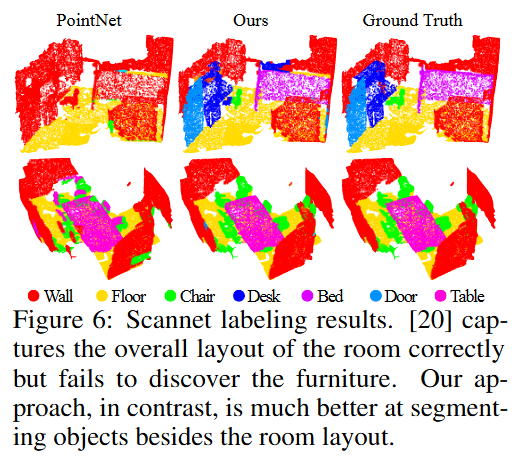 PointNet Ours Ground Truth
Wall Floor Chair Desk Bed Door Table
Figure 6: Scannet labeling results. [20] cap-
tures the overall layout of the room correctly
but fails to discover the furniture. Our ap-
proach, in contrast, is much better at segment-
ing objects besides the room layout.